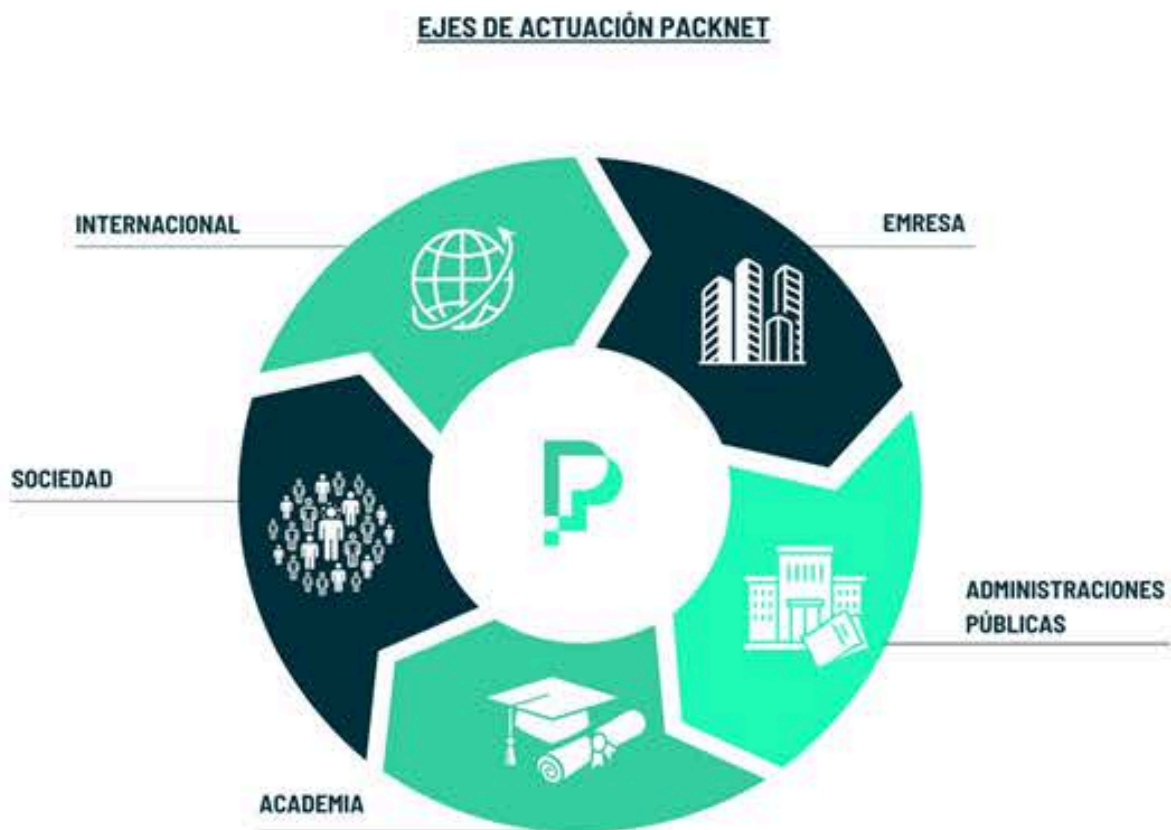 EJES DE ACTUACIÓN PACKNET
INTERNACIONAL
EMRESA
SOCIEDAD
ADMINISTRACIONES
PÚBLICAS
ACADEMIA